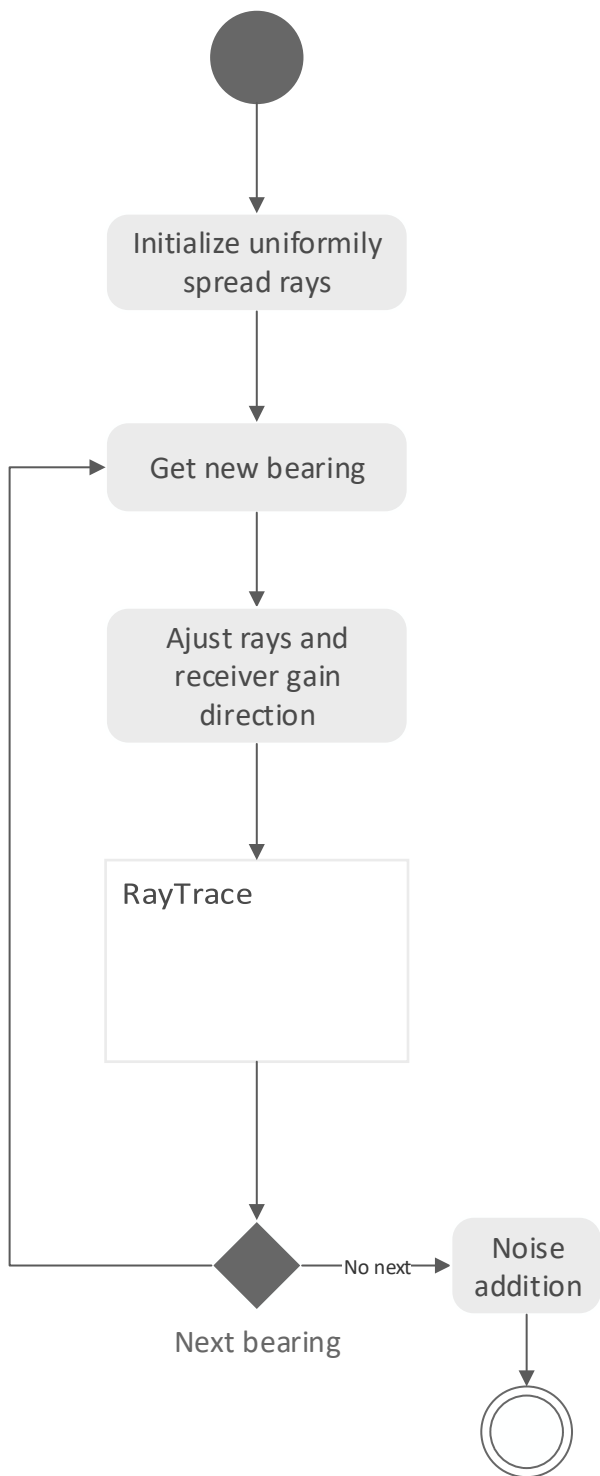 Initialize uniformily
spread rays
Get new bearing
Ajust rays and
receiver gain
direction
RayTrace
No next
Noise
addition
Next bearing